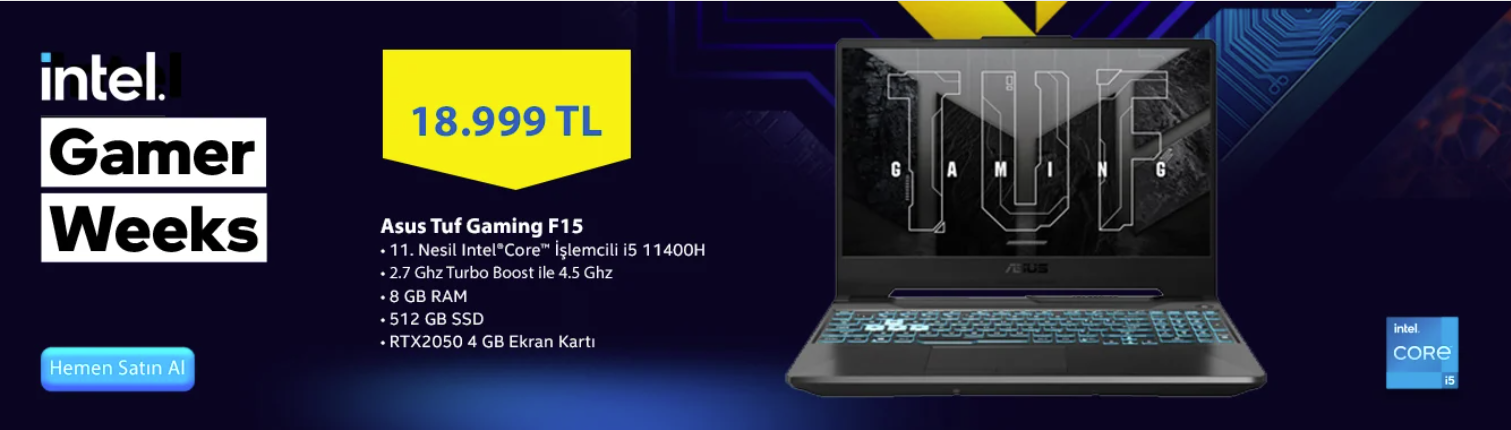 intel.
Gamer
Weeks
Hemen Satın Al
18.999 TL
Asus Tuf Gaming F15
• 11. Nesil Intel®Core™ İşlemcili i5 11400H
• 2.7 Ghz Turbo Boost ile 4.5 Ghz
• 8 GB RAM
• 512 GB SSD
• RTX2050 4 GB Ekran Kartı
TUF
GAMING
ASUS
intel.
CORE
i5